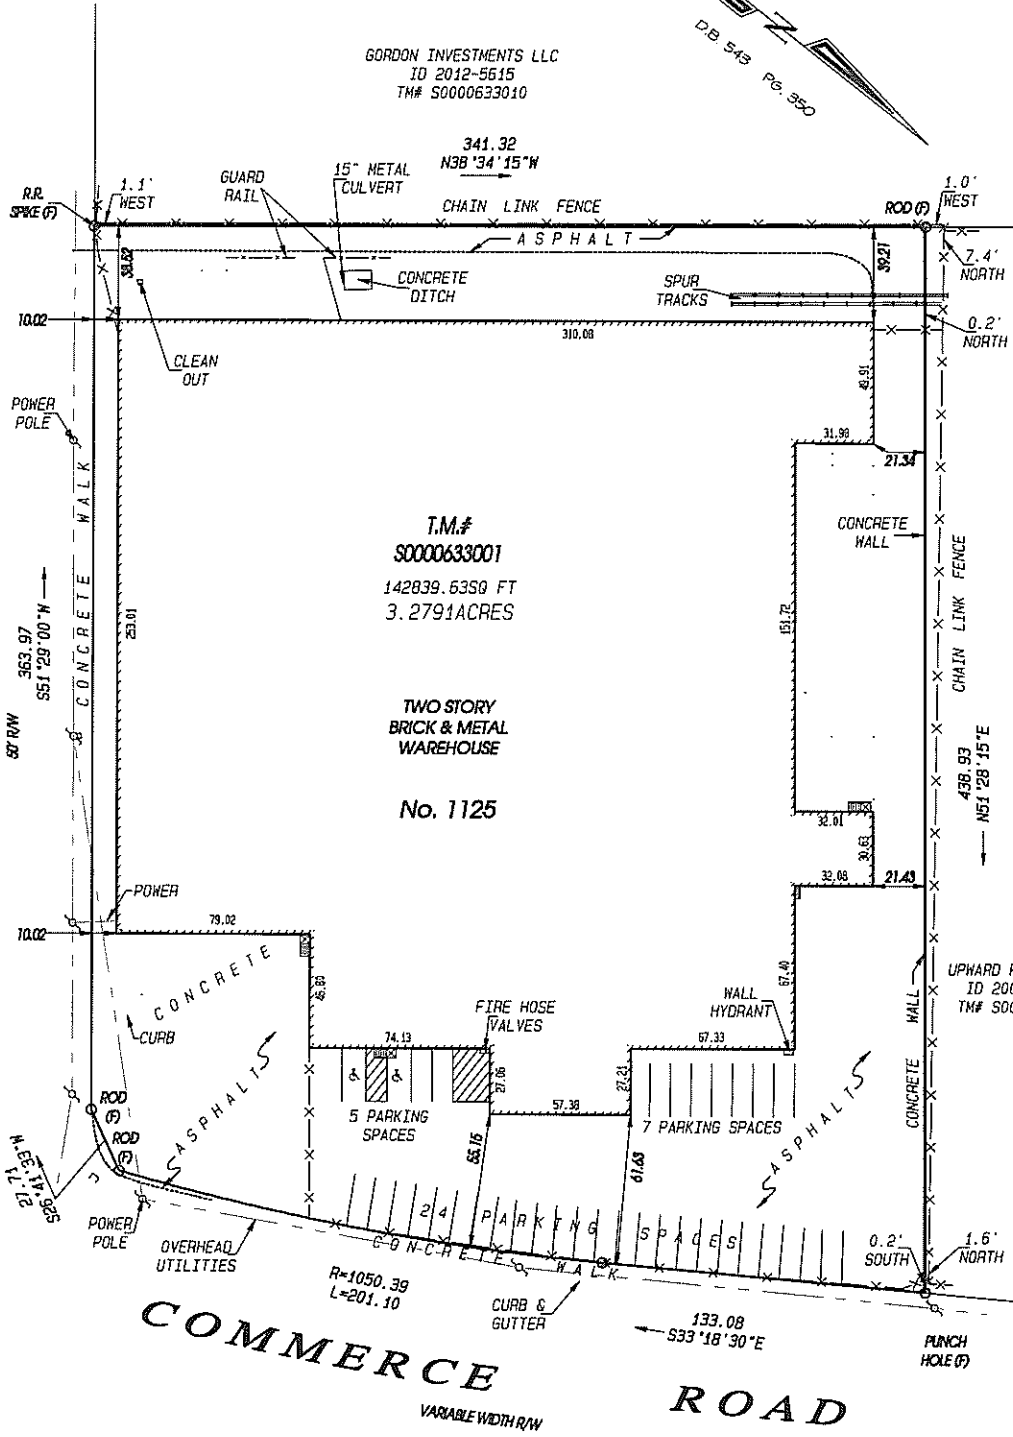 N
D.B. 543 PG. 350
GORDON INVESTMENTS LLC
ID 2012-5615
TM# S0000633010
341.32
N38°34'15"W
R.R.
SPIKE (F)
1.1'
WEST
GUARD
RAIL
15" METAL
CULVERT
CHAIN LINK FENCE
ROD (F)
1.0'
WEST
ASPHALT
38.62
39.21
7.4'
NORTH
CONCRETE
DITCH
SPUR
TRACKS
10.02
310.08
0.2'
NORTH
CLEAN
OUT
49.91
POWER
POLE
31.98
21.34
CONCRETE WALK
T.M.#
S0000633001
142839.63SQ FT
3.2791ACRES
CONCRETE
WALL
CHAIN LINK FENCE
363.97
S51°29'00"W
50' R/W
253.01
151.72
TWO STORY
BRICK & METAL
WAREHOUSE
No. 1125
438.93
N51°28'15"E
32.01
30.63
POWER
32.08
21.43
79.02
10.02
CONCRETE
CURB
67.40
UPWARD
WALL
HYDRANT
FIRE HOSE
VALVES
CONCRETE WALL
74.13
67.33
27.21
57.38
ROD
(F)
ROD
(F)
ASPHALT
5 PARKING
SPACES
7 PARKING SPACES
ASPHALT
55.15
61.63
27.71
S26°41'33"W
POWER
POLE
OVERHEAD
UTILITIES
24 PARKING SPACES
CONCRETE WALK
0.2'
SOUTH
1.6'
NORTH
R=1050.39
L=201.10
CURB &
GUTTER
133.08
S33°18'30"E
PUNCH
HOLE (F)
COMMERCE ROAD
VARIABLE WIDTH R/W